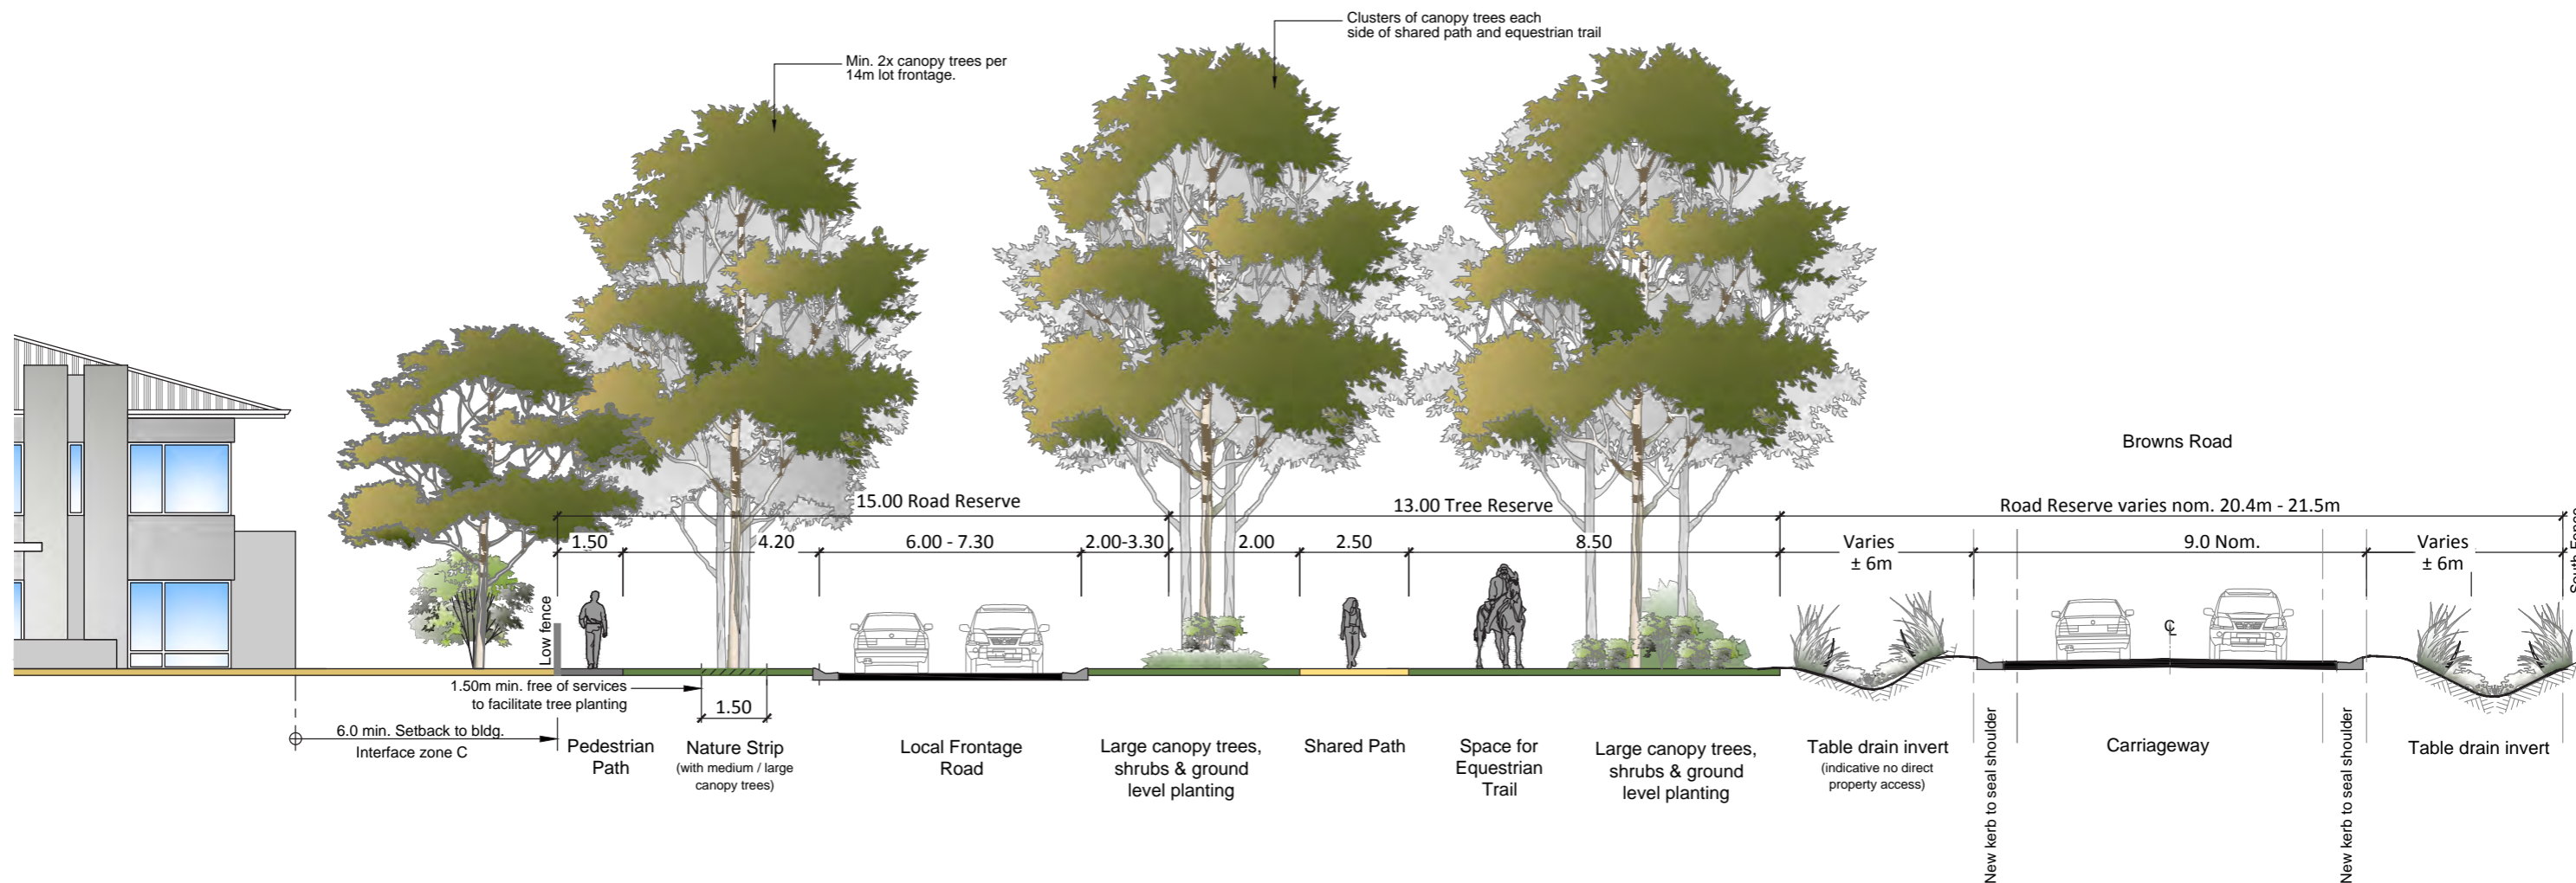 Clusters of canopy trees each
side of shared path and equestrian trail
Min. 2x canopy trees per
14m lot frontage.
Browns Road
15.00 Road Reserve
13.00 Tree Reserve
Road Reserve varies nom. 20.4m - 21.5m
1.50
4.20
6.00 - 7.30
2.00-3.30
2.00
2.50
8.50
Varies
± 6m
9.0 Nom.
Varies
± 6m
South Fence
Low fence
℄
1.50m min. free of services
to facilitate tree planting
1.50
6.0 min. Setback to bldg.
Interface zone C
Pedestrian
Path
Nature Strip
(with medium / large
canopy trees)
Local Frontage
Road
Large canopy trees,
shrubs & ground
level planting
Shared Path
Space for
Equestrian
Trail
Large canopy trees,
shrubs & ground
level planting
Table drain invert
(indicative no direct
property access)
New kerb to seal shoulder
Carriageway
New kerb to seal shoulder
Table drain invert